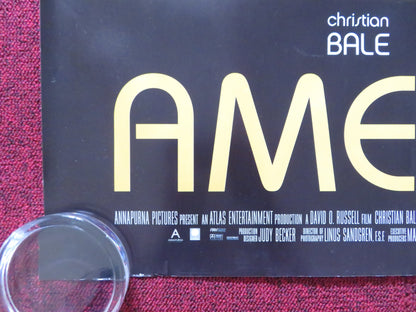 christian
BALE
AME
ANNAPURNA PICTURES PRESENT AN ATLAS ENTERTAINMENT PRODUCTION A DAVID O. RUSSELL FILM CHRISTIAN BAL
PRODUCTION DESIGNER JUDY BECKER DIRECTOR OF PHOTOGRAPHY LINUS SANDGREN, F.S.F. EXECUTIVE PRODUCERS MA